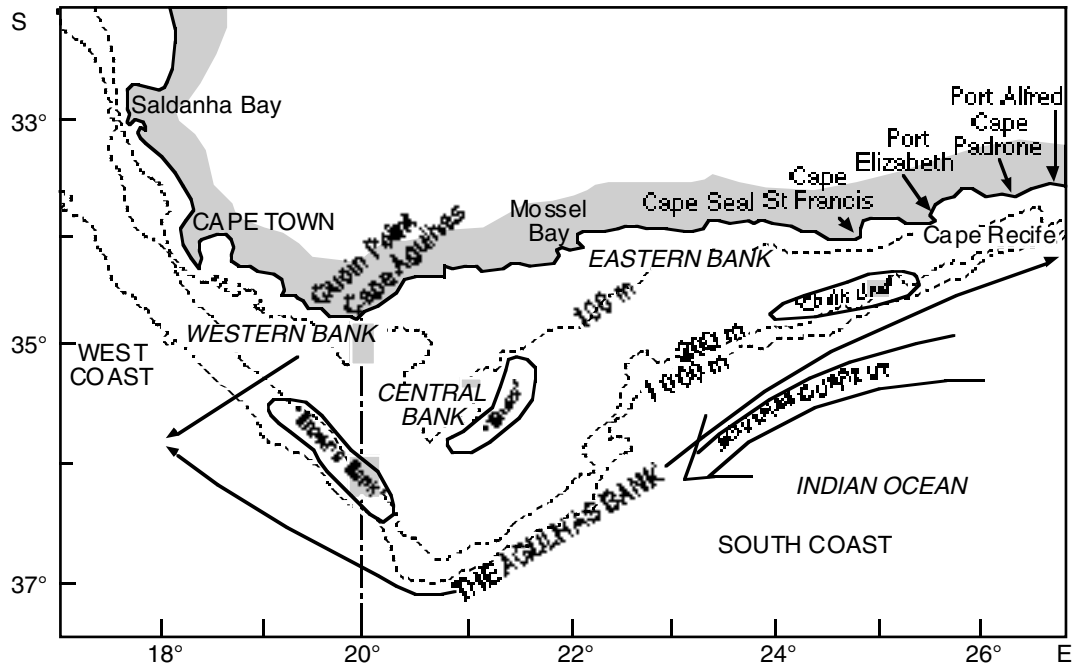 S
33°
35°
37°
18°
20°
22°
24°
26°
E
Saldanha Bay
CAPE TOWN
Quoin Point
Cape Agulhas
Mossel
Bay
Cape Seal
Cape
St Francis
Port
Elizabeth
Cape
Padrone
Port Alfred
Cape Recife
EASTERN BANK
WESTERN BANK
CENTRAL
BANK
WEST
COAST
100 m
200 m
1 000 m
THE AGULHAS BANK
INDIAN OCEAN
SOUTH COAST